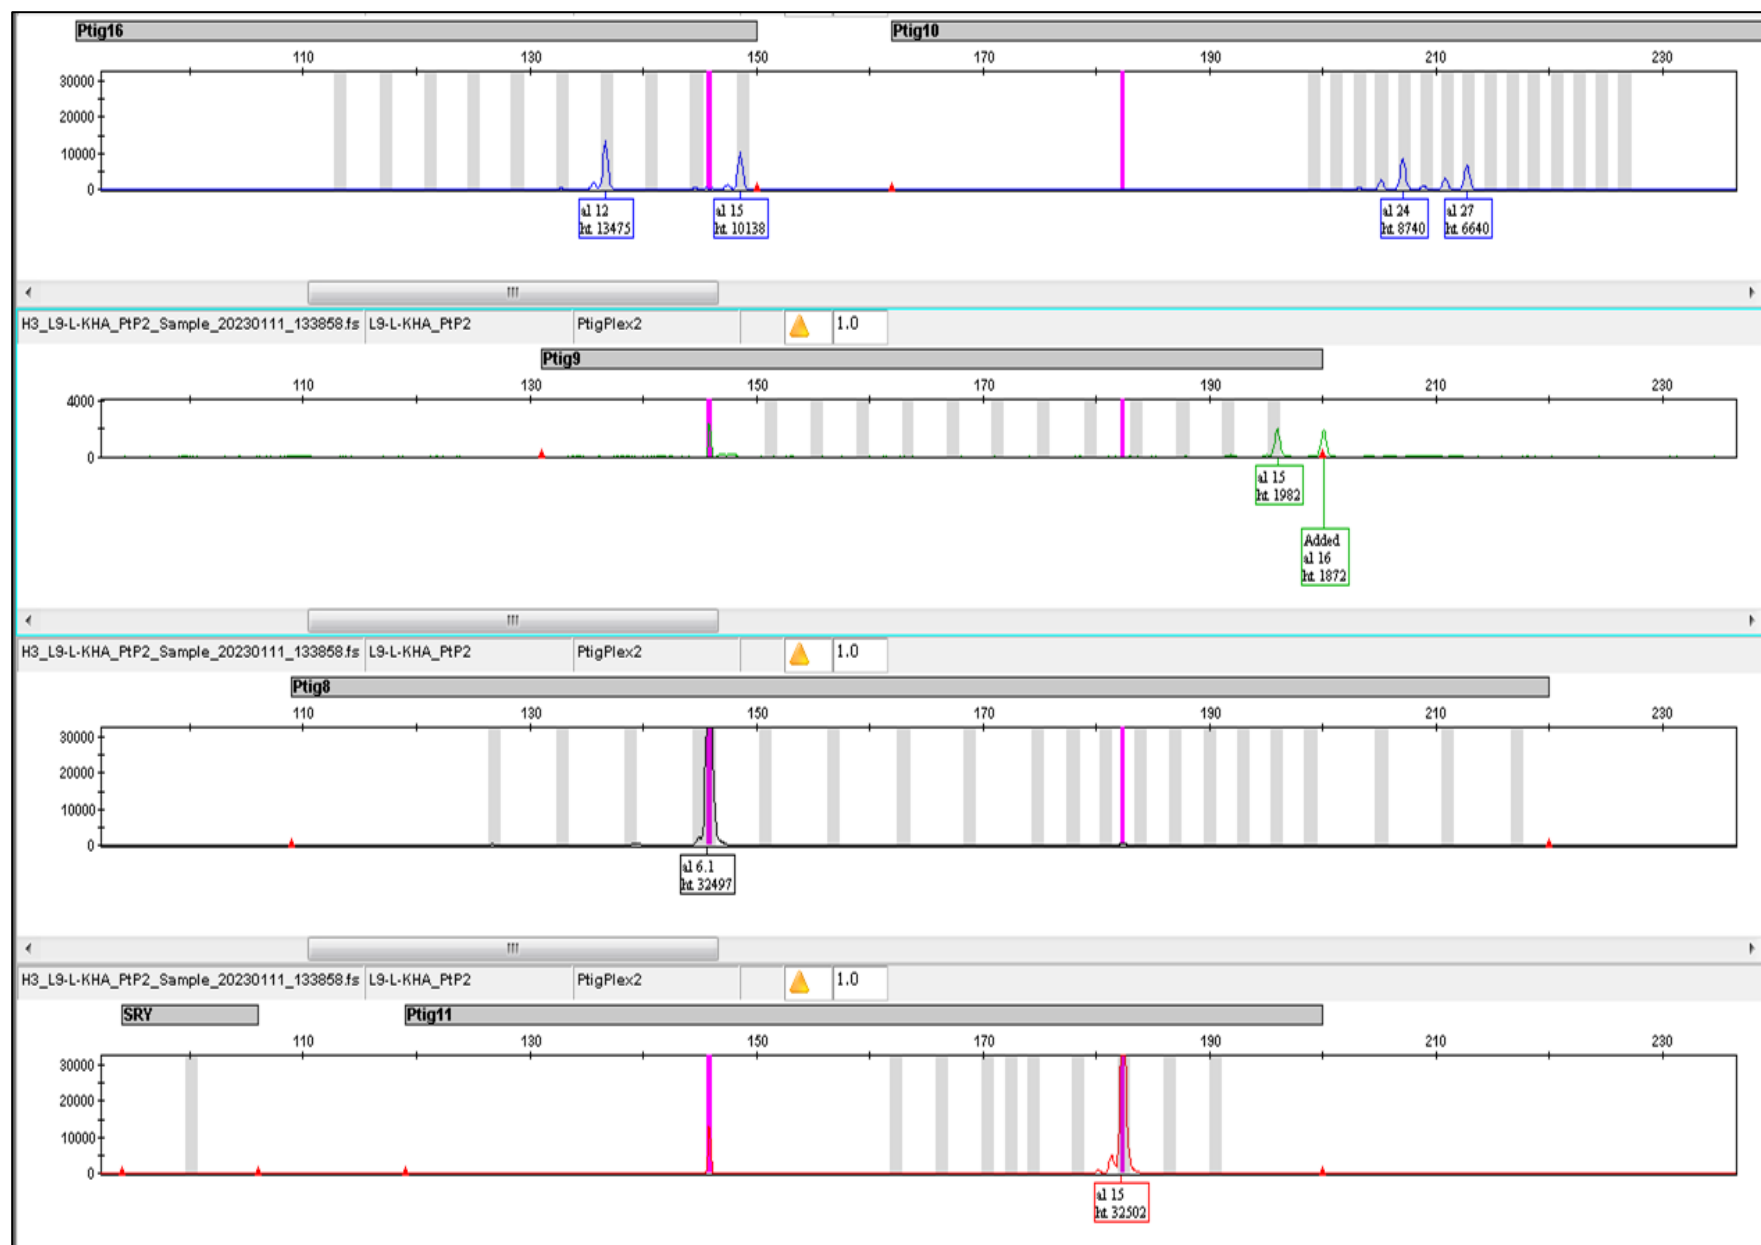 Ptig16 Ptig10
110 130 150 170 190 210 230
30000
20000
10000
0
al 12
ht 13475
al 15
ht 10138
al 24
ht 8740
al 27
ht 6640
H3_L9-L-KHA_PtP2_Sample_20230111_133858.fs L9-L-KHA_PtP2 PtigPlex2 1.0
Ptig9
110 130 150 170 190 210 230
4000
0
al 15
ht 1982
Added
al 16
ht 1872
H3_L9-L-KHA_PtP2_Sample_20230111_133858.fs L9-L-KHA_PtP2 PtigPlex2 1.0
Ptig8
110 130 150 170 190 210 230
30000
20000
10000
0
al 6.1
ht 32497
H3_L9-L-KHA_PtP2_Sample_20230111_133858.fs L9-L-KHA_PtP2 PtigPlex2 1.0
SRY Ptig11
110 130 150 170 190 210 230
30000
20000
10000
0
al 15
ht 32502